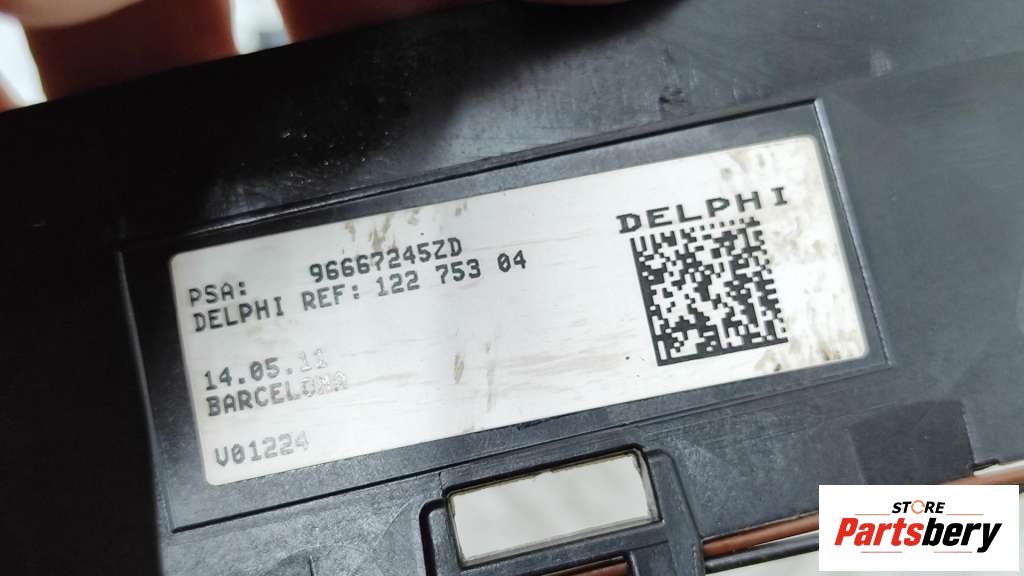 PSA: 96667245ZD
DELPHI REF: 122 753 04
14.05.11
BARCELONA
V01224
DELPHI
STORE
Partsbery